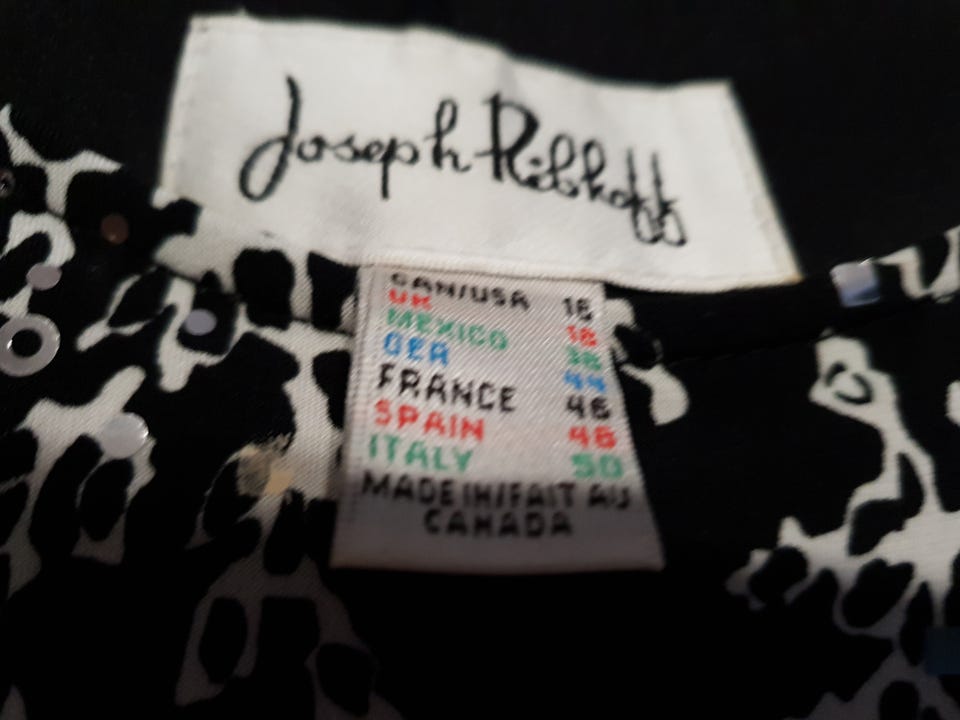 Joseph Ribkoff
CAN/USA 16
UK 18
MEXICO 38
GER 44
FRANCE 46
SPAIN 46
ITALY 50
MADE IN/FAIT AU
CANADA